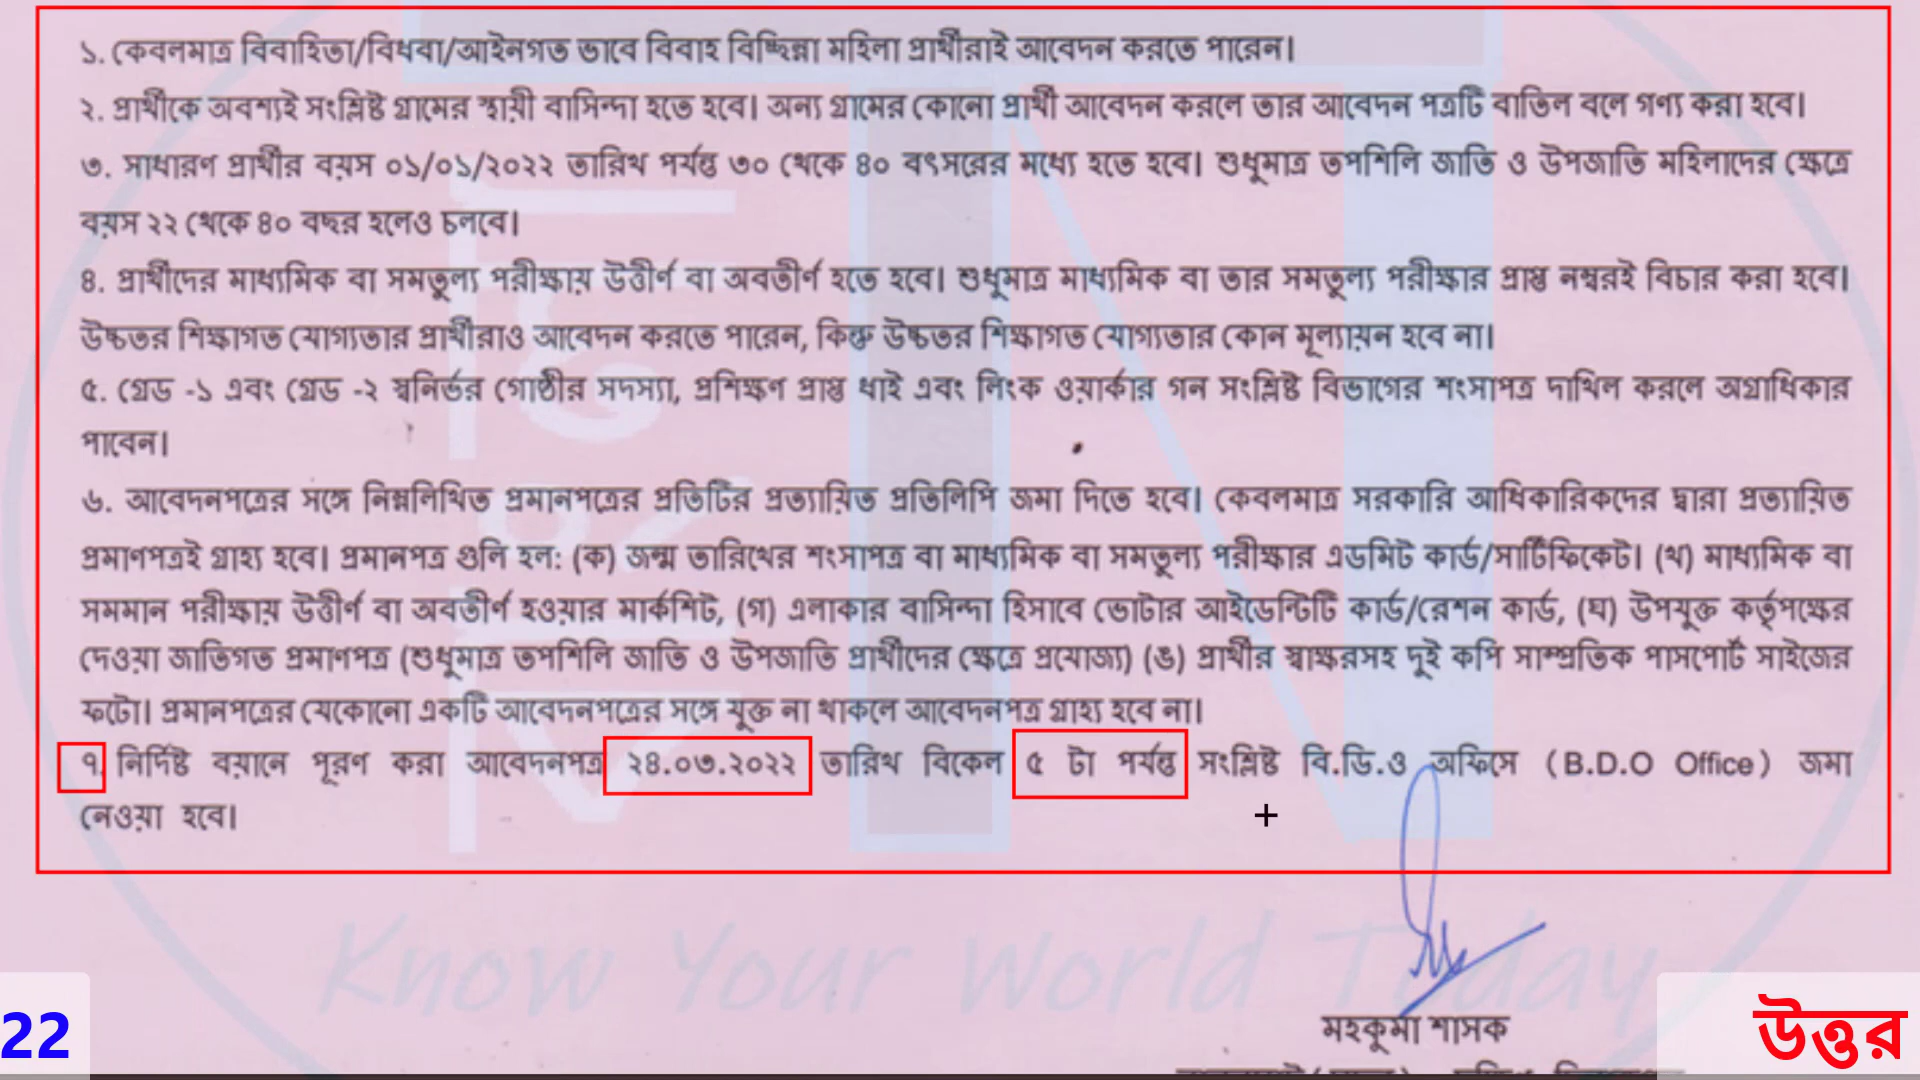 ১. কেবলমাত্র বিবাহিতা/বিধবা/আইনগত ভাবে বিবাহ বিচ্ছিন্না মহিলা প্রার্থীরাই আবেদন করতে পারেন।
২. প্রার্থীকে অবশ্যই সংশ্লিষ্ট গ্রামের স্থায়ী বাসিন্দা হতে হবে। অন্য গ্রামের কোনো প্রার্থী আবেদন করলে তার আবেদন পত্রটি বাতিল বলে গণ্য করা হবে।
৩. সাধারণ প্রার্থীর বয়স ০১/০১/২০২২ তারিখ পর্যন্ত ৩০ থেকে ৪০ বৎসরের মধ্যে হতে হবে। শুধুমাত্র তপশিলি জাতি ও উপজাতি মহিলাদের ক্ষেত্রে
বয়স ২২ থেকে ৪০ বছর হলেও চলবে।
৪. প্রার্থীদের মাধ্যমিক বা সমতুল্য পরীক্ষায় উত্তীর্ণ বা অবতীর্ণ হতে হবে। শুধুমাত্র মাধ্যমিক বা তার সমতুল্য পরীক্ষার প্রাপ্ত নম্বরই বিচার করা হবে।
উচ্চতর শিক্ষাগত যোগ্যতার প্রার্থীরাও আবেদন করতে পারেন, কিন্তু উচ্চতর শিক্ষাগত যোগ্যতার কোন মূল্যায়ন হবে না।
৫. গ্রেড -১ এবং গ্রেড -২ স্বনির্ভর গোষ্ঠীর সদস্যা, প্রশিক্ষণ প্রাপ্ত ধাই এবং লিংক ওয়ার্কার গন সংশ্লিষ্ট বিভাগের শংসাপত্র দাখিল করলে অগ্রাধিকার
পাবেন।
৬. আবেদনপত্রের সঙ্গে নিম্নলিখিত প্রমানপত্রের প্রতিটির প্রত্যায়িত প্রতিলিপি জমা দিতে হবে। কেবলমাত্র সরকারি আধিকারিকদের দ্বারা প্রত্যায়িত
প্রমাণপত্রই গ্রাহ্য হবে। প্রমানপত্র গুলি হল: (ক) জন্ম তারিখের শংসাপত্র বা মাধ্যমিক বা সমতুল্য পরীক্ষার এডমিট কার্ড/সার্টিফিকেট। (খ) মাধ্যমিক বা
সমমান পরীক্ষায় উত্তীর্ণ বা অবতীর্ণ হওয়ার মার্কশিট, (গ) এলাকার বাসিন্দা হিসাবে ভোটার আইডেন্টিটি কার্ড/রেশন কার্ড, (ঘ) উপযুক্ত কর্তৃপক্ষের
দেওয়া জাতিগত প্রমাণপত্র (শুধুমাত্র তপশিলি জাতি ও উপজাতি প্রার্থীদের ক্ষেত্রে প্রযোজ্য) (ঙ) প্রার্থীর স্বাক্ষরসহ দুই কপি সাম্প্রতিক পাসপোর্ট সাইজের
ফটো। প্রমানপত্রের যেকোনো একটি আবেদনপত্রের সঙ্গে যুক্ত না থাকলে আবেদনপত্র গ্রাহ্য হবে না।
৭. নির্দিষ্ট বয়ানে পূরণ করা আবেদনপত্র ২৪.০৩.২০২২ তারিখ বিকেল ৫ টা পর্যন্ত সংশ্লিষ্ট বি.ডি.ও অফিসে (B.D.O Office) জমা
নেওয়া হবে।
Know Your World Today
মহকুমা শাসক
22
উত্তর